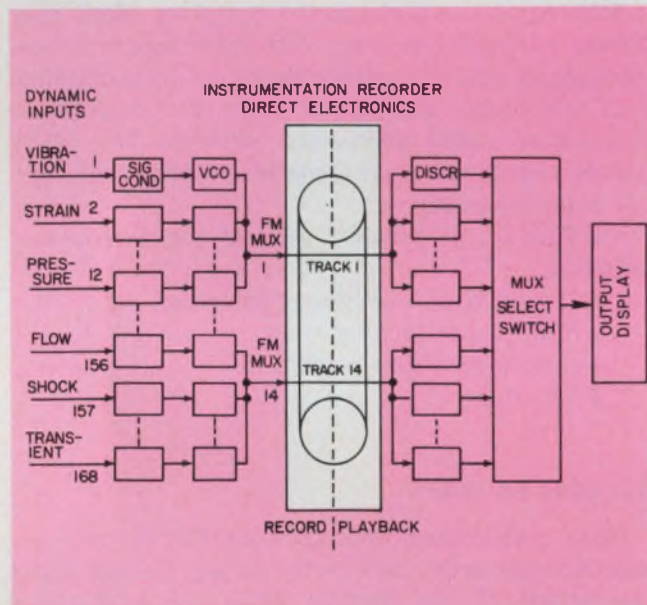 INSTRUMENTATION RECORDER
DIRECT ELECTRONICS
DYNAMIC
INPUTS
VIBRA-
TION 1
SIG
COND
VCO
DISCR
STRAIN 2
FM
MUX
1
TRACK 1
PRES-
SURE 12
MUX
SELECT
SWITCH
OUTPUT
DISPLAY
FLOW
156
FM
MUX
14
TRACK 14
SHOCK
157
TRANS-
IENT
168
RECORD PLAYBACK